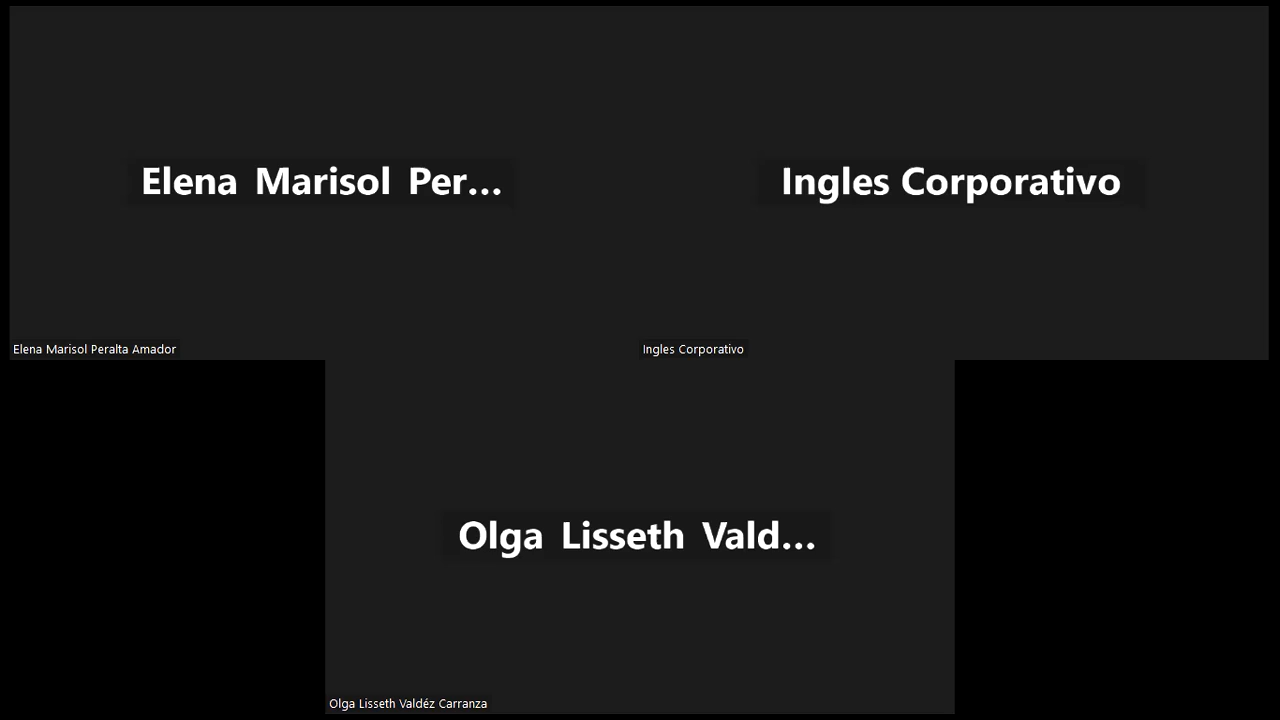 Elena Marisol Per...
Ingles Corporativo
Elena Marisol Peralta Amador
Ingles Corporativo
Olga Lisseth Vald...
Olga Lisseth Valdéz Carranza